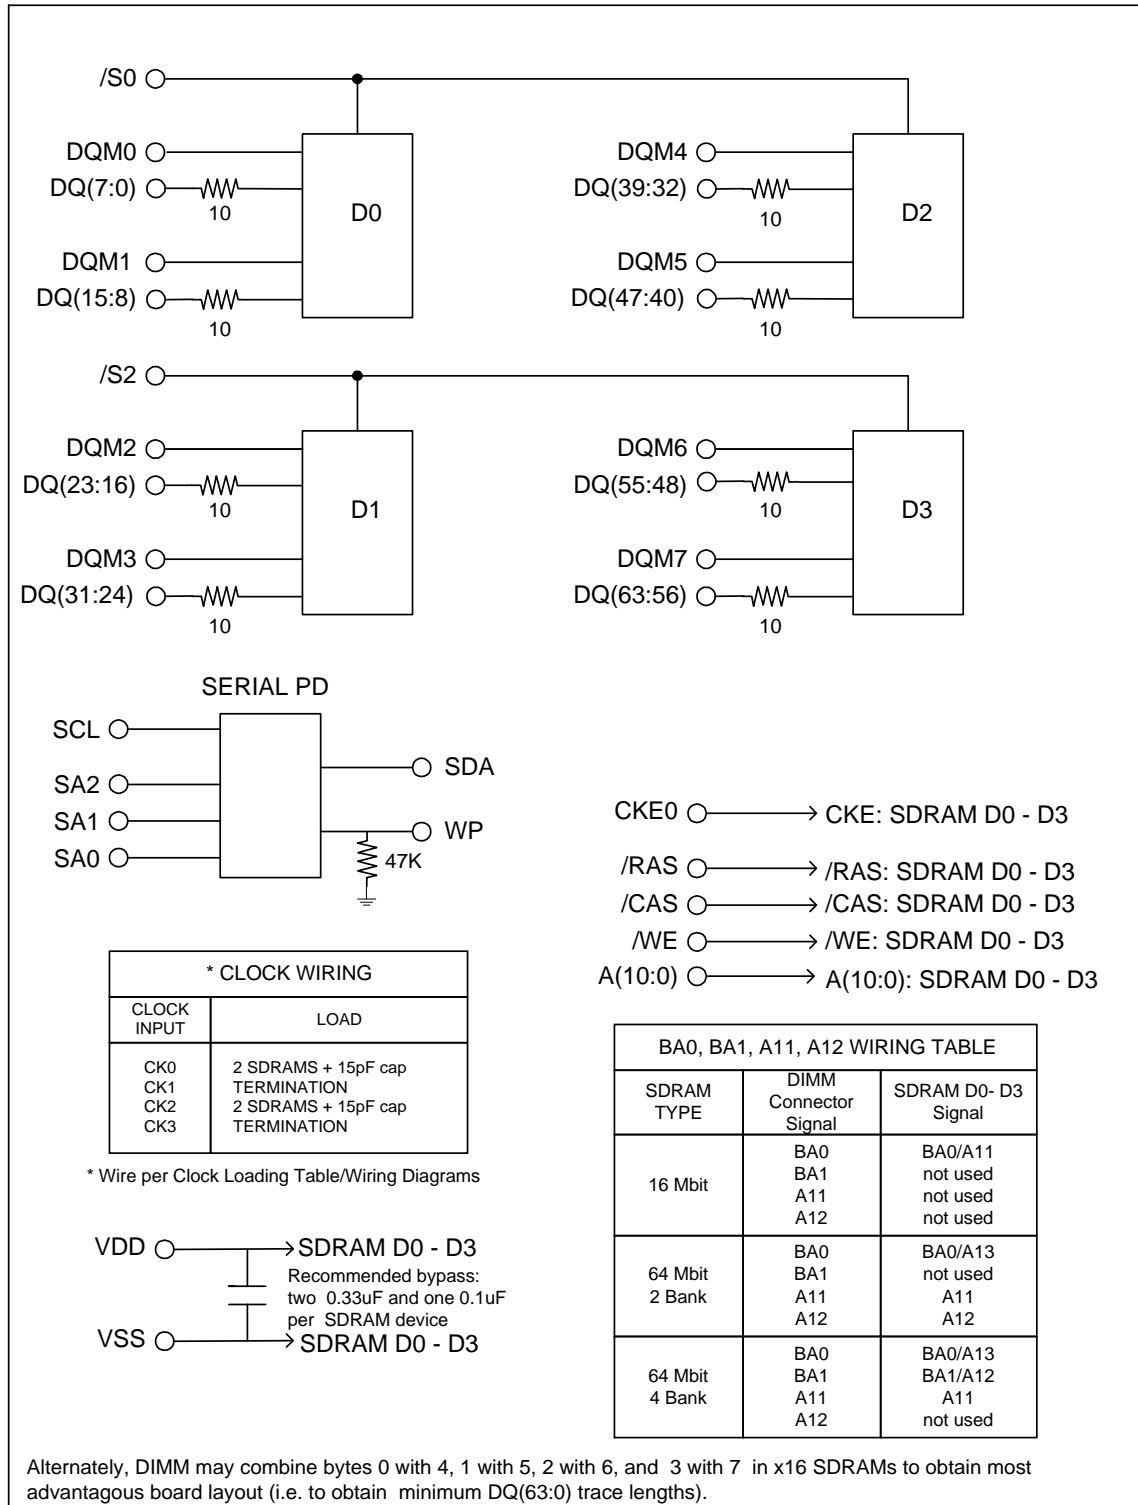 /S0
DQM0
DQ(7:0)
10
D0
DQM1
DQ(15:8)
10
DQM4
DQ(39:32)
10
D2
DQM5
DQ(47:40)
10
/S2
DQM2
DQ(23:16)
10
D1
DQM3
DQ(31:24)
10
DQM6
DQ(55:48)
10
D3
DQM7
DQ(63:56)
10
SERIAL PD
SCL
SA2
SA1
SA0
SDA
WP
47K
CKE0 CKE: SDRAM D0 - D3
/RAS /RAS: SDRAM D0 - D3
/CAS /CAS: SDRAM D0 - D3
/WE /WE: SDRAM D0 - D3
A(10:0) A(10:0): SDRAM D0 - D3
* CLOCK WIRING
CLOCK INPUT LOAD
CK0 2 SDRAMS + 15pF cap
CK1 TERMINATION
CK2 2 SDRAMS + 15pF cap
CK3 TERMINATION
* Wire per Clock Loading Table/Wiring Diagrams
VDD SDRAM D0 - D3
Recommended bypass:
two 0.33uF and one 0.1uF
per SDRAM device
VSS SDRAM D0 - D3
BA0, BA1, A11, A12 WIRING TABLE
SDRAM TYPE DIMM Connector Signal SDRAM D0- D3 Signal
16 Mbit
BA0 BA0/A11
BA1 not used
A11 not used
A12 not used
64 Mbit 2 Bank
BA0 BA0/A13
BA1 not used
A11 A11
A12 A12
64 Mbit 4 Bank
BA0 BA0/A13
BA1 BA1/A12
A11 A11
A12 not used
Alternately, DIMM may combine bytes 0 with 4, 1 with 5, 2 with 6, and 3 with 7 in x16 SDRAMs to obtain most
advantagous board layout (i.e. to obtain minimum DQ(63:0) trace lengths).